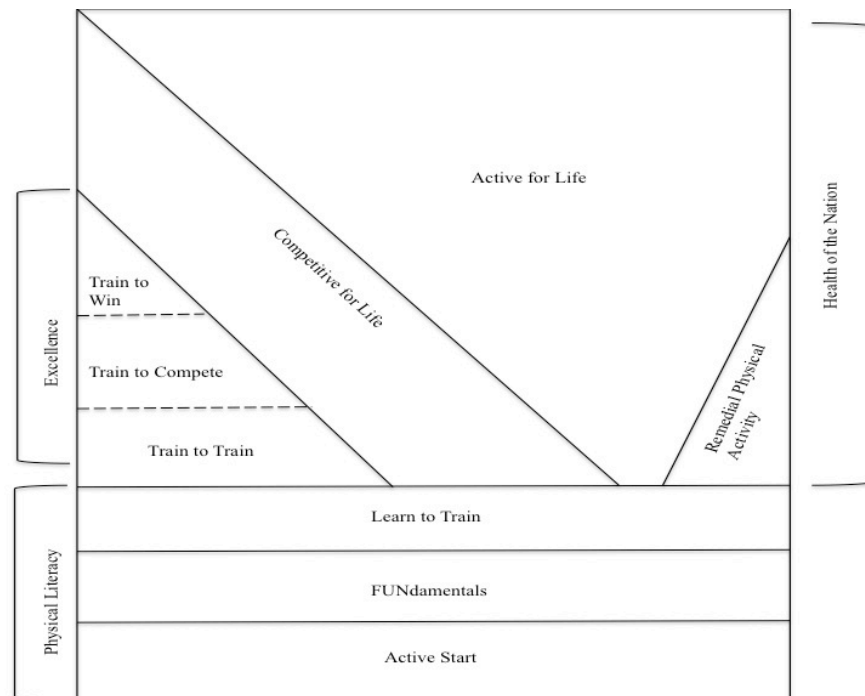 Active for Life
Competitive for Life
Health of the Nation
Train to
Win
Excellence
Train to Compete
Remedial Physical
Activity
Train to Train
Learn to Train
Physical Literacy
FUNdamentals
Active Start